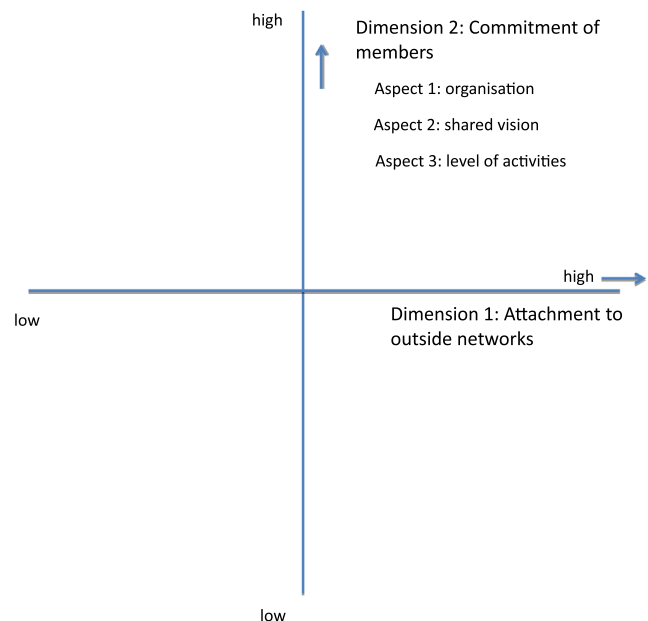 high
Dimension 2: Commitment of
members
Aspect 1: organisation
Aspect 2: shared vision
Aspect 3: level of activities
high
low
Dimension 1: Attachment to
outside networks
low